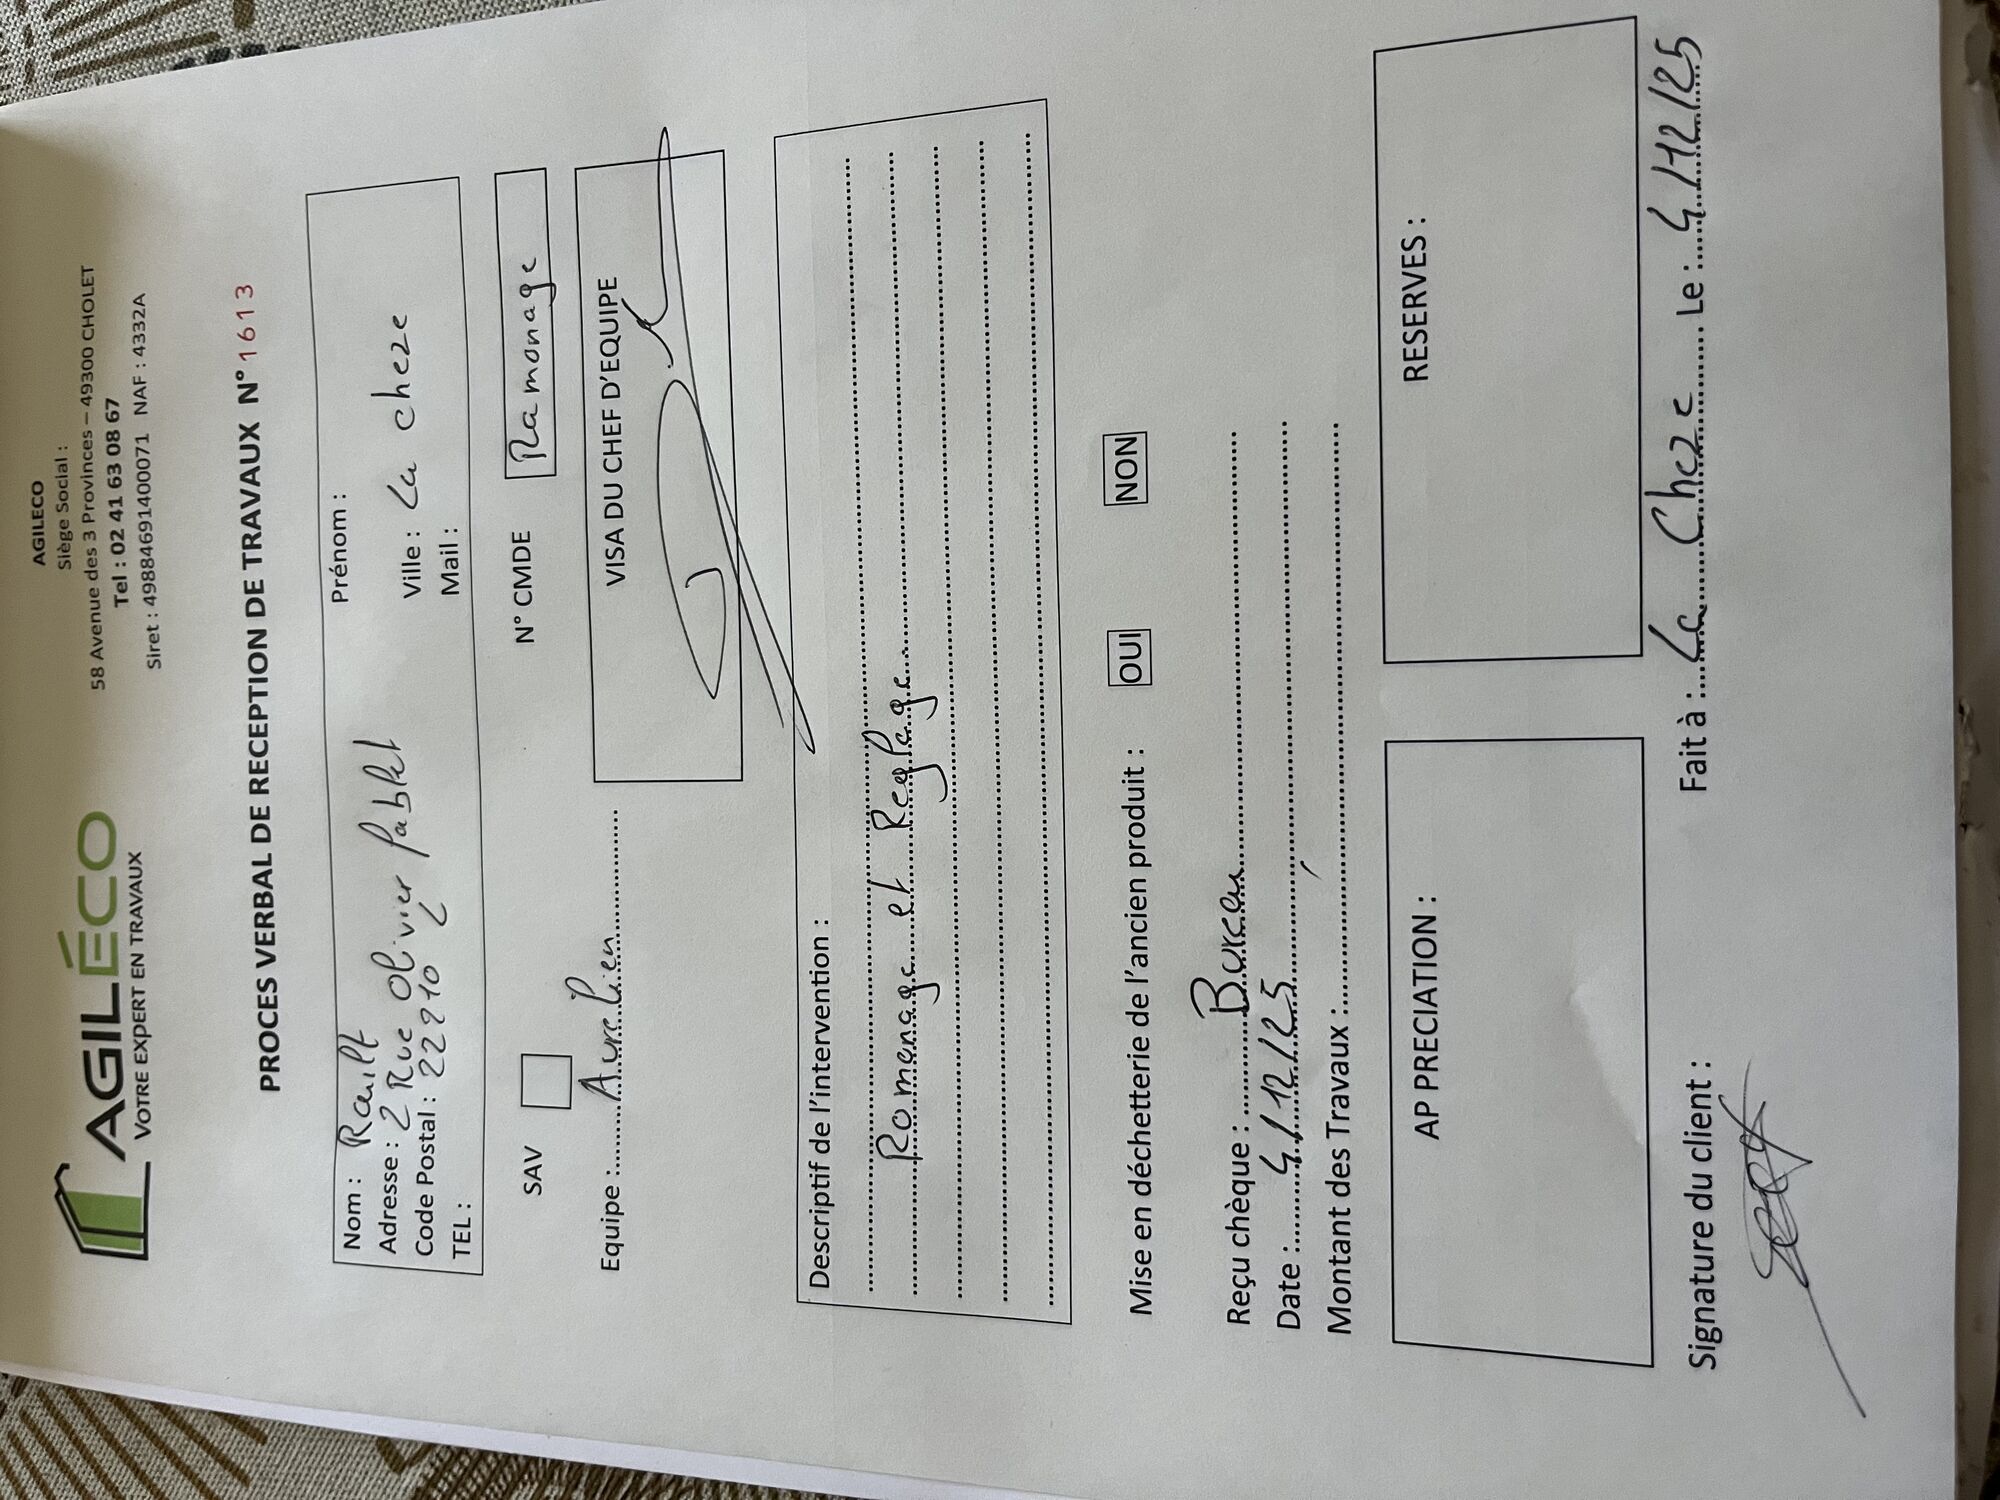 AGILÉCO
VOTRE EXPERT EN TRAVAUX
AGILECO
Siège Social :
58 Avenue des 3 Provinces – 49300 CHOLET
Tel : 02 41 63 08 67
Siret : 49884691400071 NAF : 4332A
PROCES VERBAL DE RECEPTION DE TRAVAUX N° 1613
Nom : Rault Prénom :
Adresse : 2 Rue Olivier Pablet
Code Postal : 22210 Ville : La cheze
TEL : Mail :
SAV N° CMDE Ramonage
Equipe : Aurelien VISA DU CHEF D'EQUIPE
Descriptif de l'intervention :
Romonage et Reglage
Mise en déchetterie de l'ancien produit : OUI NON
Reçu chèque : Bureau
Date : 4/12/25
Montant des Travaux :
AP PRECIATION : RESERVES :
Signature du client : Fait à : La Cheze Le : 4/12/25